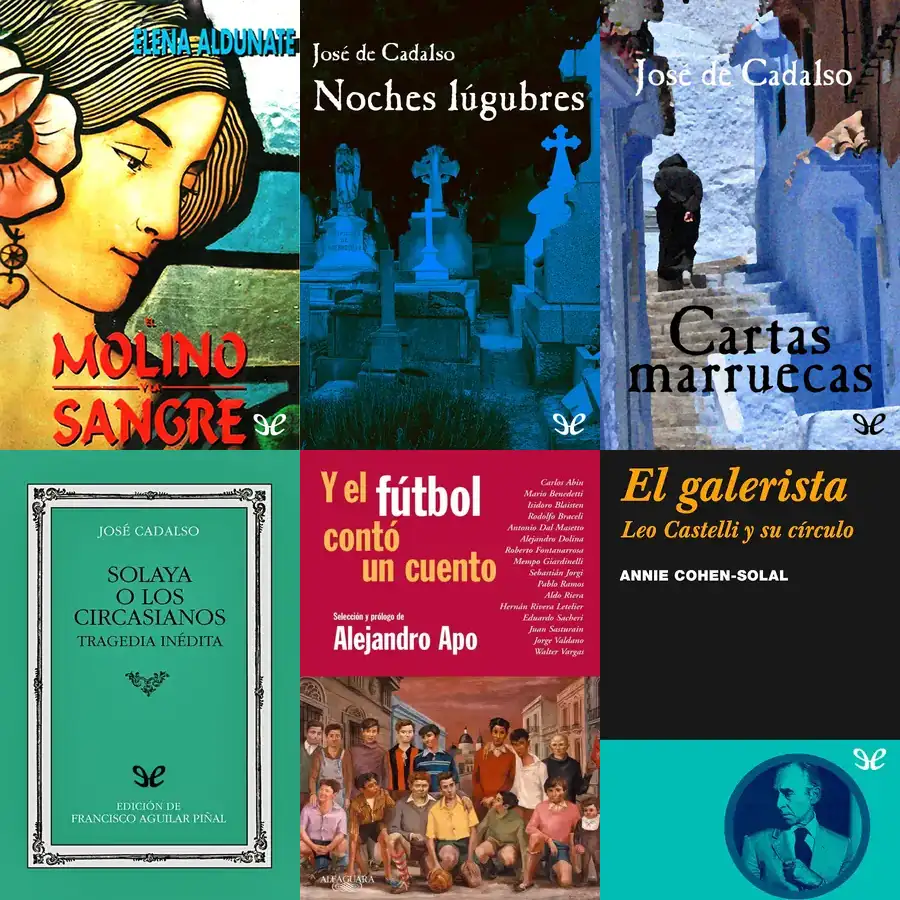 ELENA ALDUNATE
EL
MOLINO
Y LA
SANGRE
José de Cadalso
Noches lúgubres
José de Cadalso
Cartas
marruecas
JOSÉ CADALSO
SOLAYA
O LOS
CIRCASIANOS
TRAGEDIA INÉDITA
EDICIÓN DE
FRANCISCO AGUILAR PIÑAL
Y el fútbol
contó
un cuento
Selección y prólogo de
Alejandro Apo
Carlos Abin
Mario Benedetti
Isidoro Blaisten
Rodolfo Braceli
Antonio Dal Masetto
Alejandro Dolina
Roberto Fontanarrosa
Mempo Giardinelli
Sebastián Jorgi
Pablo Ramos
Aldo Riera
Hernán Rivera Letelier
Eduardo Sacheri
Juan Sasturain
Jorge Valdano
Walter Vargas
ALFAGUARA
El galerista
Leo Castelli y su círculo
ANNIE COHEN-SOLAL